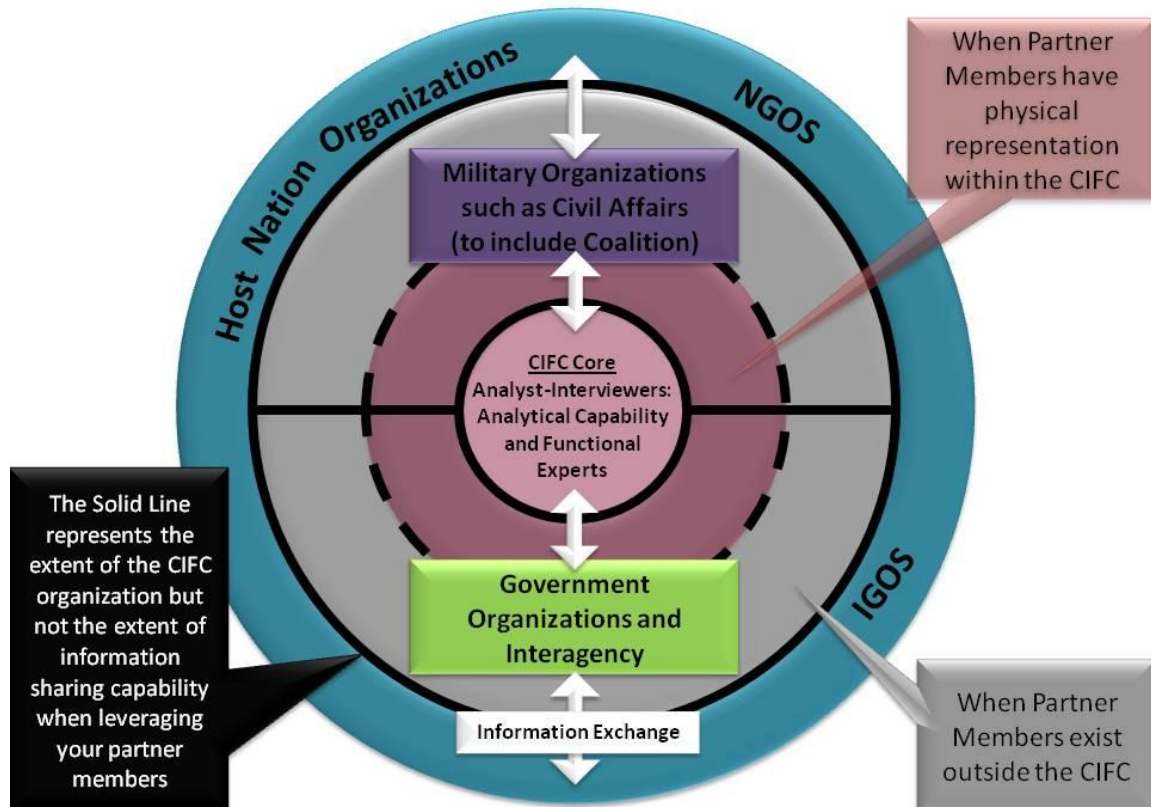 Host Nation Organizations
NGOS
When Partner
Members have
physical
representation
within the CIFC
Military Organizations
such as Civil Affairs
(to include Coalition)
CIFC Core
Analyst-Interviewers:
Analytical Capability
and Functional
Experts
The Solid Line
represents the
extent of the CIFC
organization but
not the extent of
information
sharing capability
when leveraging
your partner
members
Government
Organizations and
Interagency
IGOS
Information Exchange
When Partner
Members exist
outside the CIFC